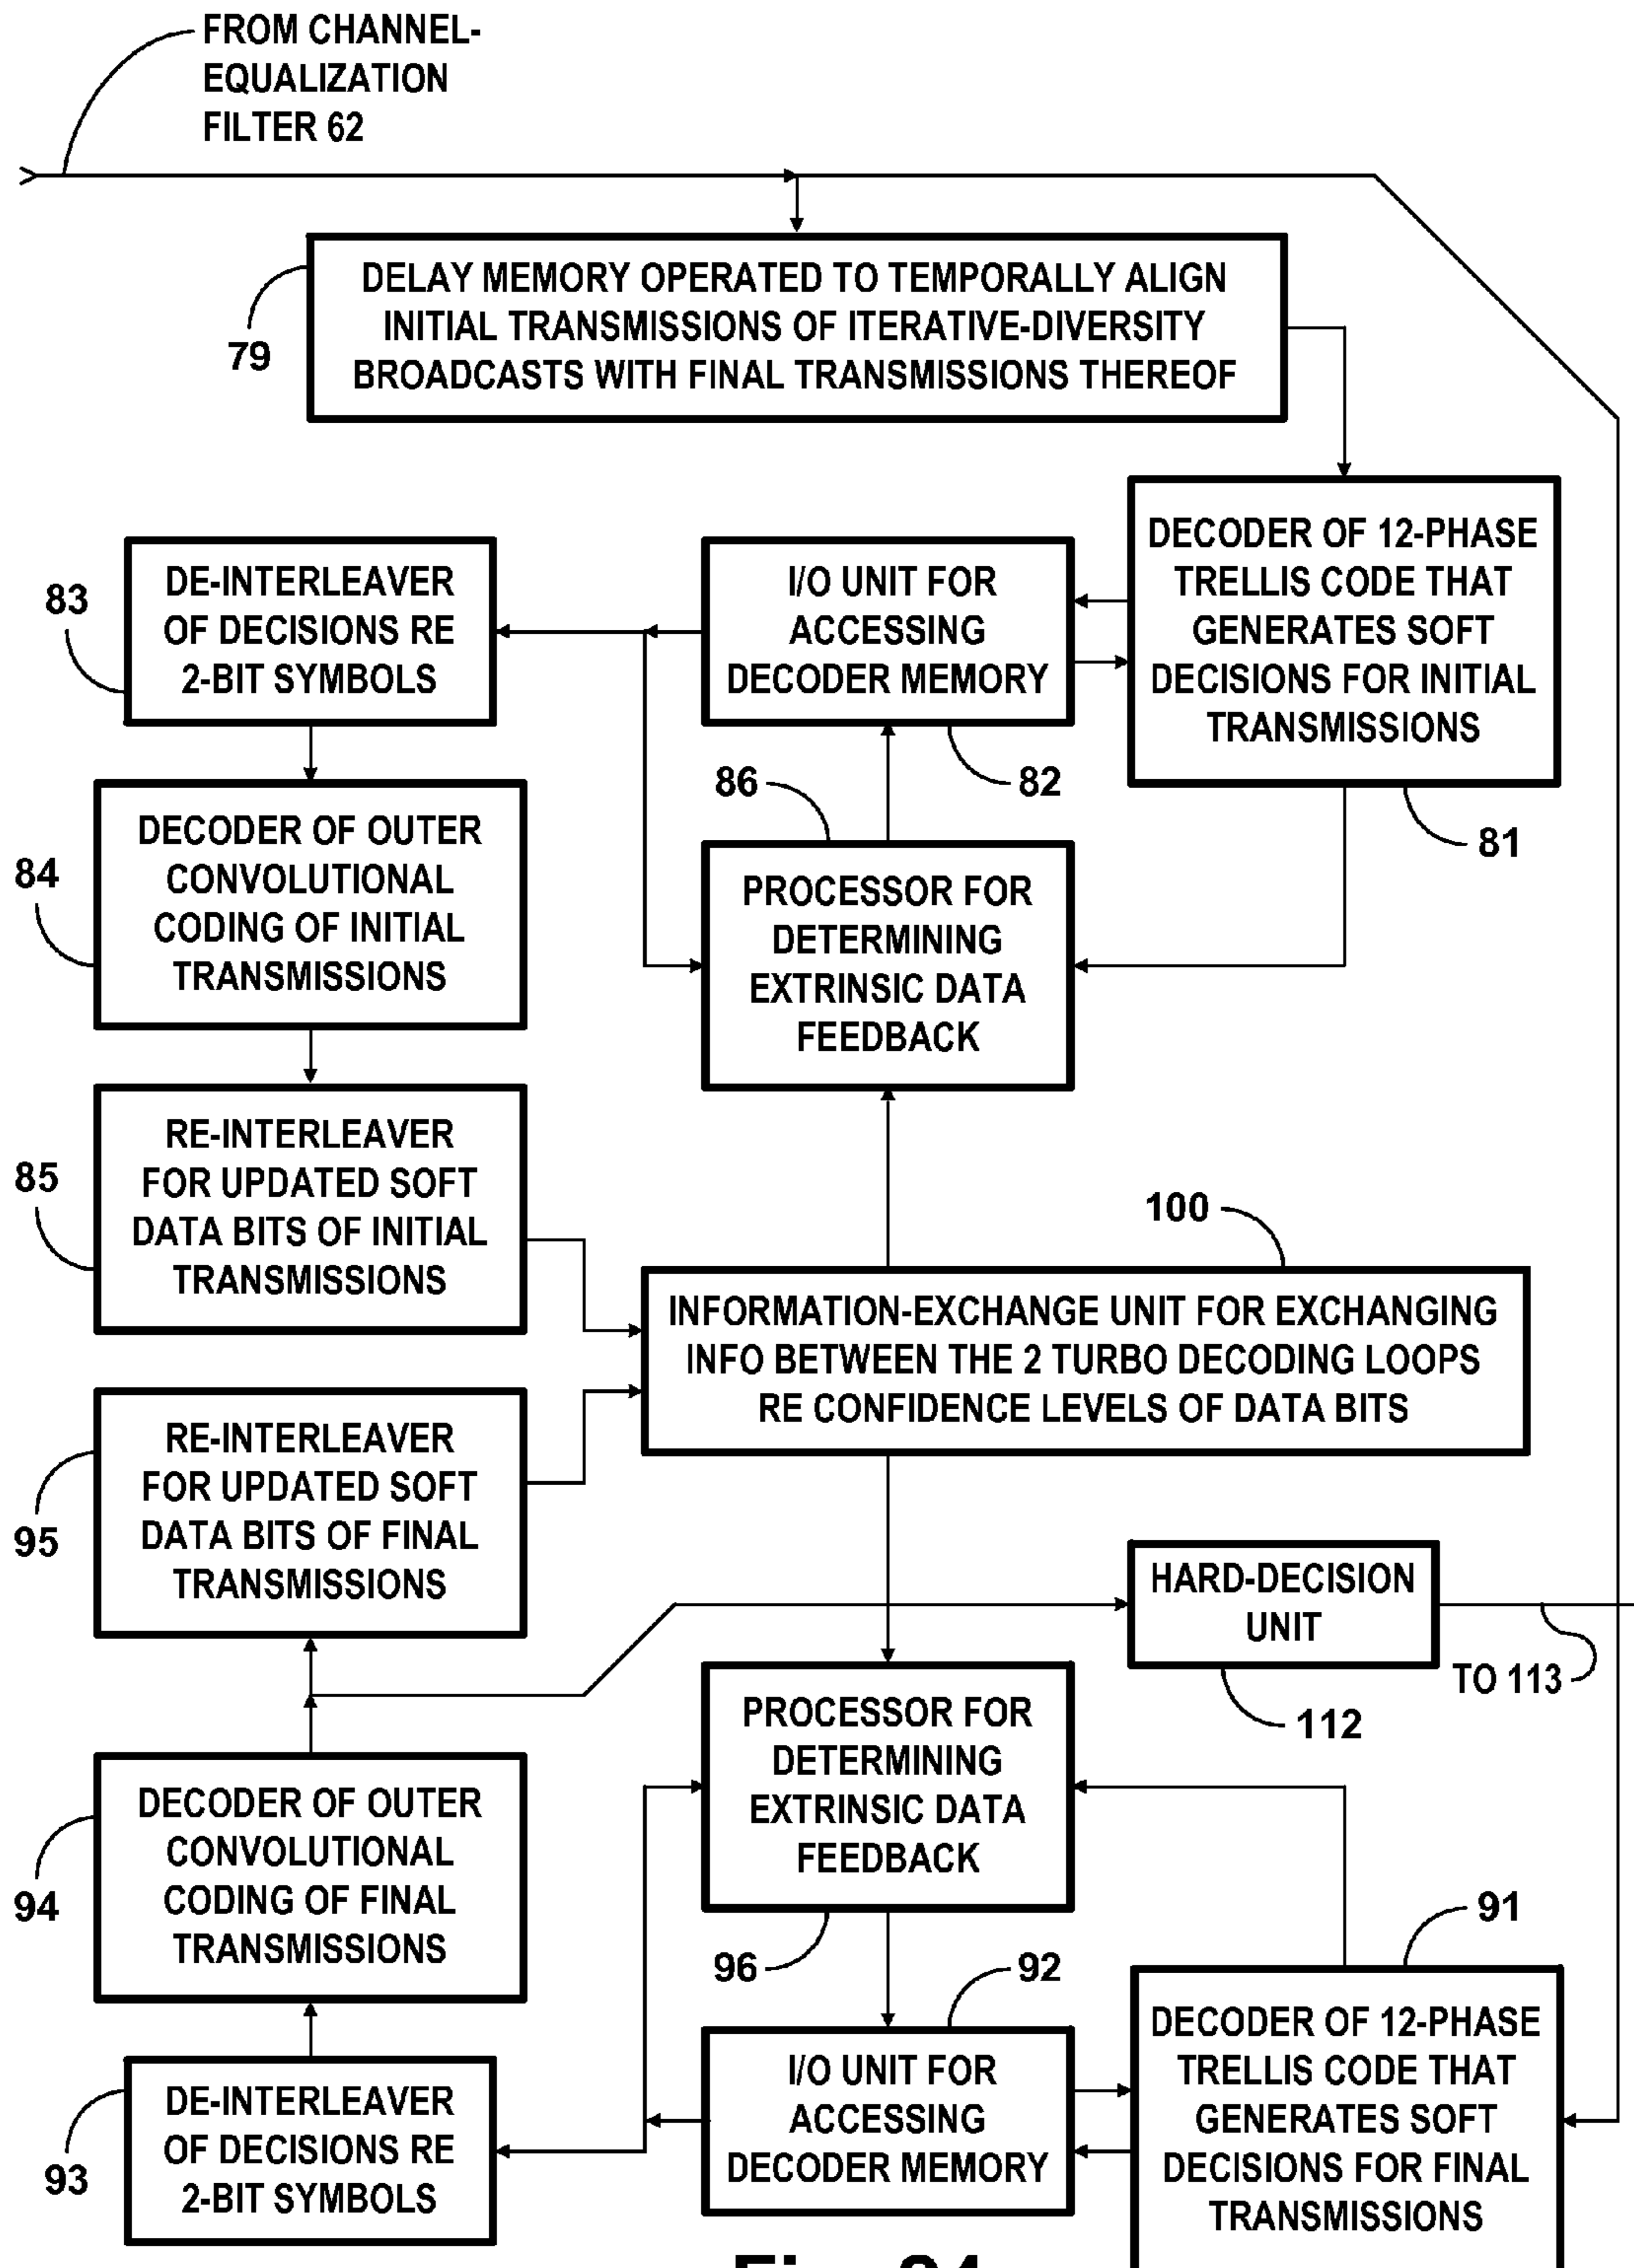 FROM CHANNEL-
EQUALIZATION
FILTER 62
DELAY MEMORY OPERATED TO TEMPORALLY ALIGN
INITIAL TRANSMISSIONS OF ITERATIVE-DIVERSITY
BROADCASTS WITH FINAL TRANSMISSIONS THEREOF
79
DECODER OF 12-PHASE
TRELLIS CODE THAT
GENERATES SOFT
DECISIONS FOR INITIAL
TRANSMISSIONS
81
I/O UNIT FOR
ACCESSING
DECODER MEMORY
82
DE-INTERLEAVER
OF DECISIONS RE
2-BIT SYMBOLS
83
86
PROCESSOR FOR
DETERMINING
EXTRINSIC DATA
FEEDBACK
DECODER OF OUTER
CONVOLUTIONAL
CODING OF INITIAL
TRANSMISSIONS
84
RE-INTERLEAVER
FOR UPDATED SOFT
DATA BITS OF INITIAL
TRANSMISSIONS
85
100
INFORMATION-EXCHANGE UNIT FOR EXCHANGING
INFO BETWEEN THE 2 TURBO DECODING LOOPS
RE CONFIDENCE LEVELS OF DATA BITS
RE-INTERLEAVER
FOR UPDATED SOFT
DATA BITS OF FINAL
TRANSMISSIONS
95
HARD-DECISION
UNIT
112
TO 113
PROCESSOR FOR
DETERMINING
EXTRINSIC DATA
FEEDBACK
96
DECODER OF OUTER
CONVOLUTIONAL
CODING OF FINAL
TRANSMISSIONS
94
91
92
I/O UNIT FOR
ACCESSING
DECODER MEMORY
DECODER OF 12-PHASE
TRELLIS CODE THAT
GENERATES SOFT
DECISIONS FOR FINAL
TRANSMISSIONS
DE-INTERLEAVER
OF DECISIONS RE
2-BIT SYMBOLS
93